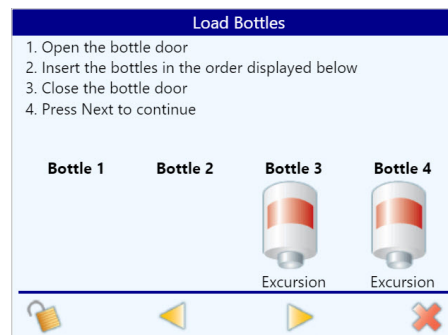 Load Bottles
1. Open the bottle door
2. Insert the bottles in the order displayed below
3. Close the bottle door
4. Press Next to continue
Bottle 1 Bottle 2 Bottle 3 Bottle 4
Excursion Excursion